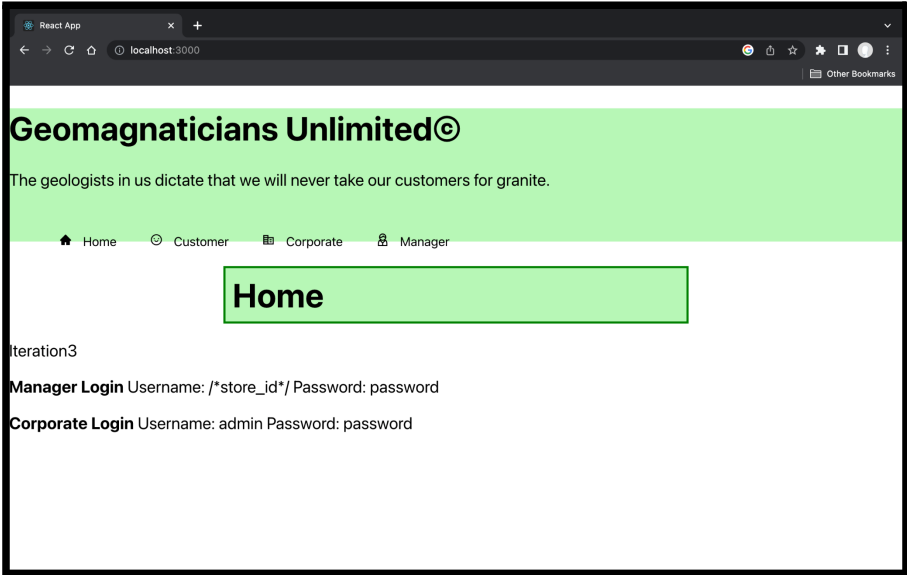 React App
localhost:3000
Other Bookmarks
Geomagnaticians Unlimited©
The geologists in us dictate that we will never take our customers for granite.
Home Customer Corporate Manager
Home
Iteration3
Manager Login Username: /*store_id*/ Password: password
Corporate Login Username: admin Password: password